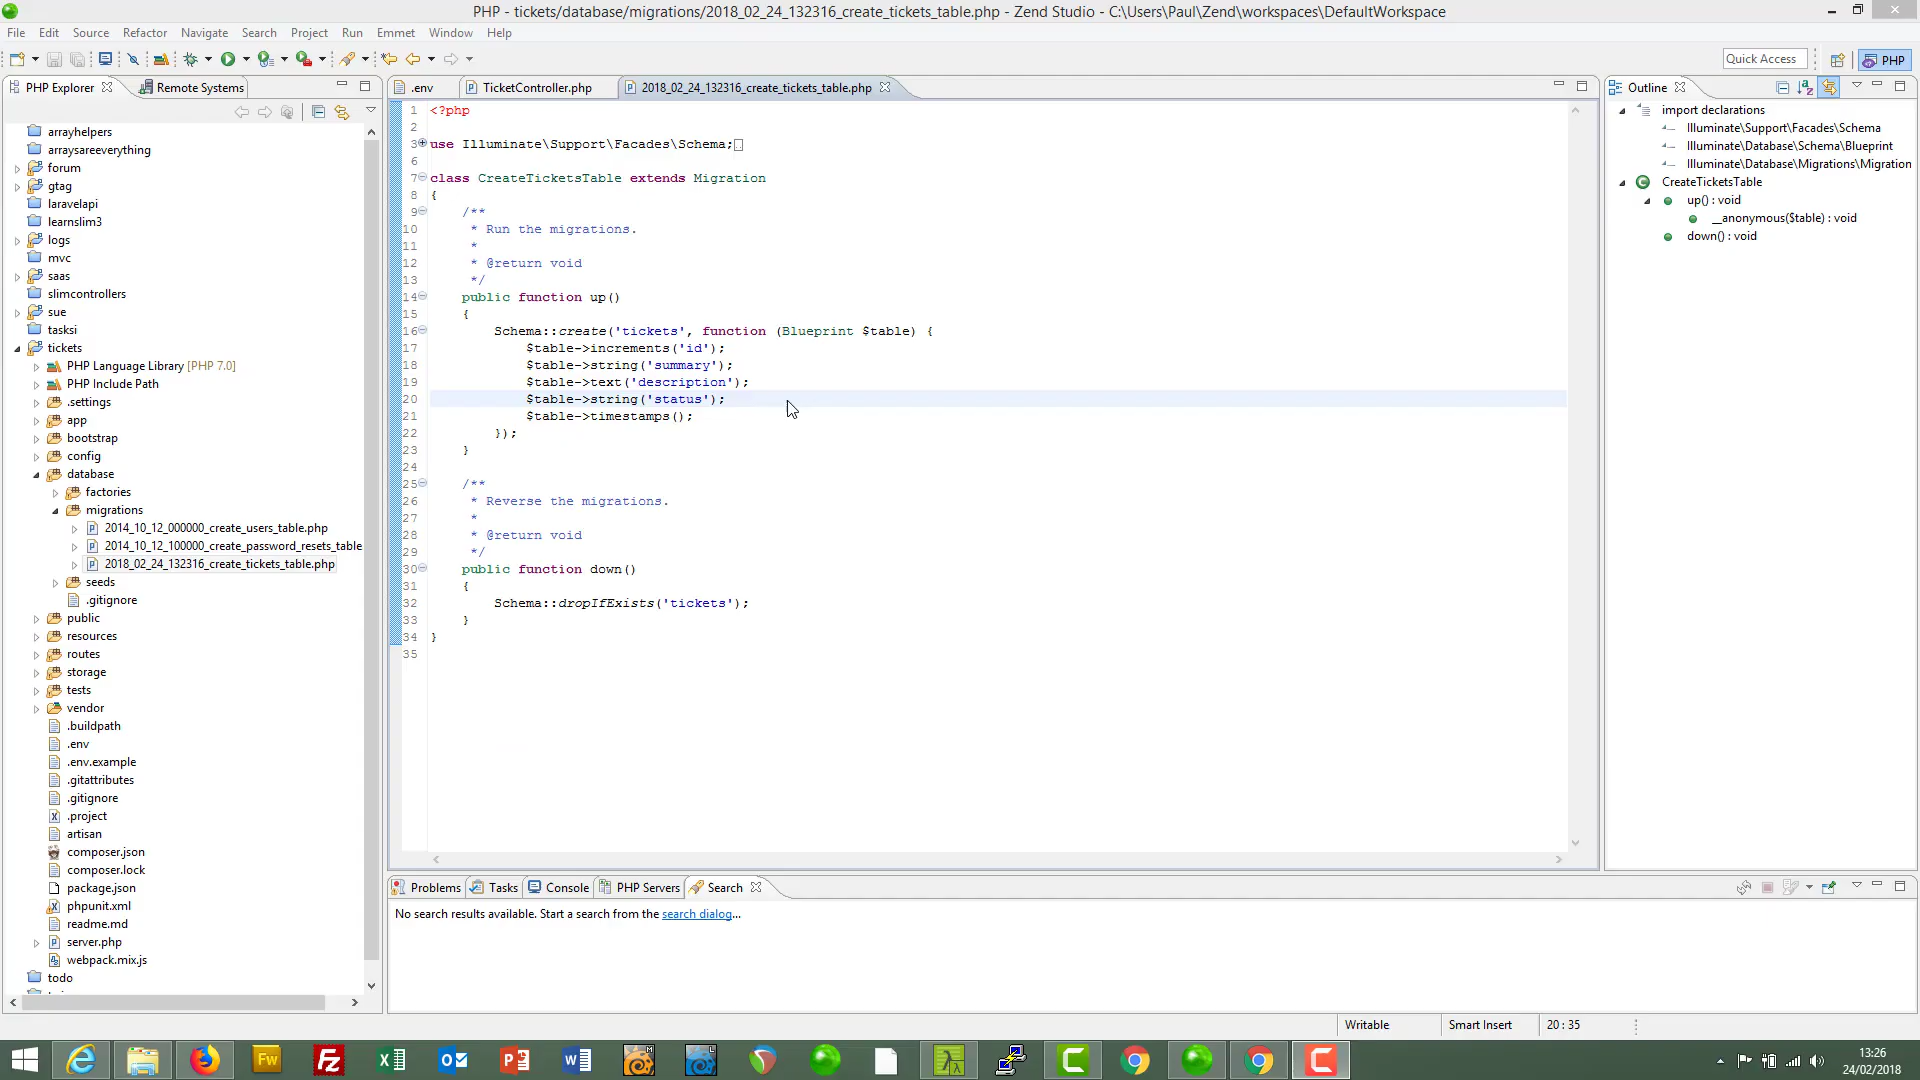 PHP - tickets/database/migrations/2018_02_24_132316_create_tickets_table.php - Zend Studio - C:\Users\Paul\Zend\workspaces\DefaultWorkspace
File Edit Source Refactor Navigate Search Project Run Emmet Window Help
Quick Access
PHP
PHP Explorer
Remote Systems
arrayhelpers
arraysareeverything
forum
gtag
laravelapi
learnslim3
logs
mvc
saas
slimcontrollers
sue
tasksi
tickets
PHP Language Library [PHP 7.0]
PHP Include Path
.settings
app
bootstrap
config
database
factories
migrations
2014_10_12_000000_create_users_table.php
2014_10_12_100000_create_password_resets_table
2018_02_24_132316_create_tickets_table.php
seeds
.gitignore
public
resources
routes
storage
tests
vendor
.buildpath
.env
.env.example
.gitattributes
.gitignore
.project
artisan
composer.json
composer.lock
package.json
phpunit.xml
readme.md
server.php
webpack.mix.js
todo
.env
TicketController.php
2018_02_24_132316_create_tickets_table.php
1 <?php
2
3 use Illuminate\Support\Facades\Schema;
6
7 class CreateTicketsTable extends Migration
8 {
9 /**
10 * Run the migrations.
11 *
12 * @return void
13 */
14 public function up()
15 {
16 Schema::create('tickets', function (Blueprint $table) {
17 $table->increments('id');
18 $table->string('summary');
19 $table->text('description');
20 $table->string('status');
21 $table->timestamps();
22 });
23 }
24
25 /**
26 * Reverse the migrations.
27 *
28 * @return void
29 */
30 public function down()
31 {
32 Schema::dropIfExists('tickets');
33 }
34 }
35
Outline
import declarations
Illuminate\Support\Facades\Schema
Illuminate\Database\Schema\Blueprint
Illuminate\Database\Migrations\Migration
CreateTicketsTable
up() : void
__anonymous($table) : void
down() : void
Problems
Tasks
Console
PHP Servers
Search
No search results available. Start a search from the search dialog...
Writable
Smart Insert
20 : 35
13:26
24/02/2018